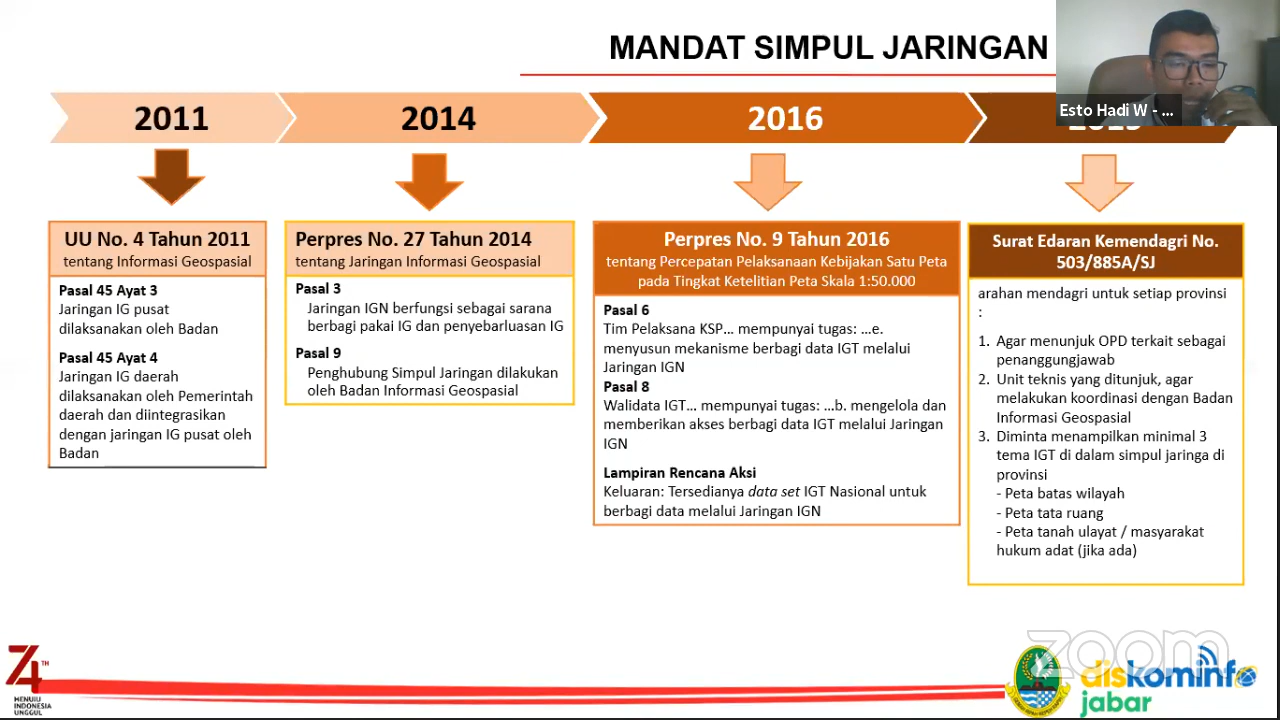 MANDAT SIMPUL JARINGAN
Esto Hadi W - ...
2011
2014
2016
UU No. 4 Tahun 2011
tentang Informasi Geospasial
Pasal 45 Ayat 3
Jaringan IG pusat
dilaksanakan oleh Badan
Pasal 45 Ayat 4
Jaringan IG daerah
dilaksanakan oleh Pemerintah
daerah dan diintegrasikan
dengan jaringan IG pusat oleh
Badan
Perpres No. 27 Tahun 2014
tentang Jaringan Informasi Geospasial
Pasal 3
Jaringan IGN berfungsi sebagai sarana
berbagi pakai IG dan penyebarluasan IG
Pasal 9
Penghubung Simpul Jaringan dilakukan
oleh Badan Informasi Geospasial
Perpres No. 9 Tahun 2016
tentang Percepatan Pelaksanaan Kebijakan Satu Peta
pada Tingkat Ketelitian Peta Skala 1:50.000
Pasal 6
Tim Pelaksana KSP... mempunyai tugas: ...e.
menyusun mekanisme berbagi data IGT melalui
Jaringan IGN
Pasal 8
Walidata IGT... mempunyai tugas: ...b. mengelola dan
memberikan akses berbagi data IGT melalui Jaringan
IGN
Lampiran Rencana Aksi
Keluaran: Tersedianya data set IGT Nasional untuk
berbagi data melalui Jaringan IGN
Surat Edaran Kemendagri No.
503/885A/SJ
arahan mendagri untuk setiap provinsi
:
1. Agar menunjuk OPD terkait sebagai
penanggungjawab
2. Unit teknis yang ditunjuk, agar
melakukan koordinasi dengan Badan
Informasi Geospasial
3. Diminta menampilkan minimal 3
tema IGT di dalam simpul jaringa di
provinsi
- Peta batas wilayah
- Peta tata ruang
- Peta tanah ulayat / masyarakat
hukum adat (jika ada)
74TH
MENUJU
INDONESIA
UNGGUL
zoom
diskominfo
jabar